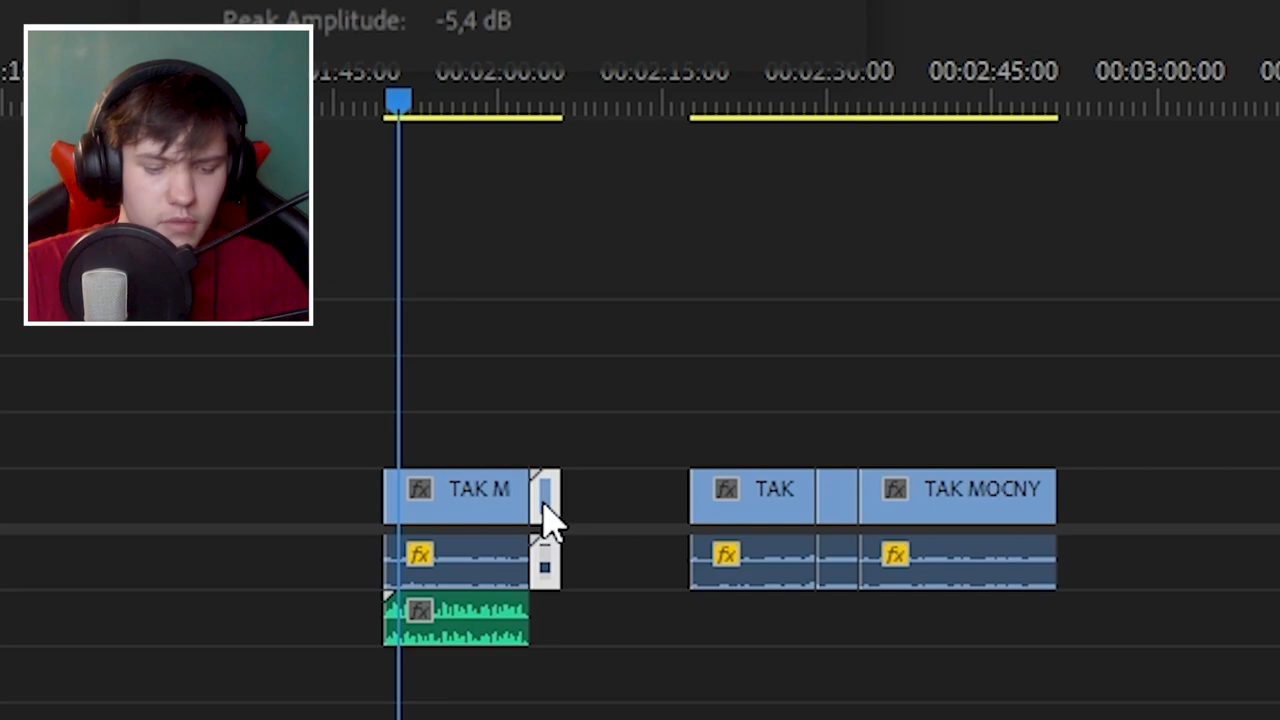 Peak Amplitude: -5,4 dB
1:45:00 00:02:00:00 00:02:15:00 00:02:30:00 00:02:45:00 00:03:00:00
fx TAK M fx TAK fx TAK MOCNY
fx fx fx
fx